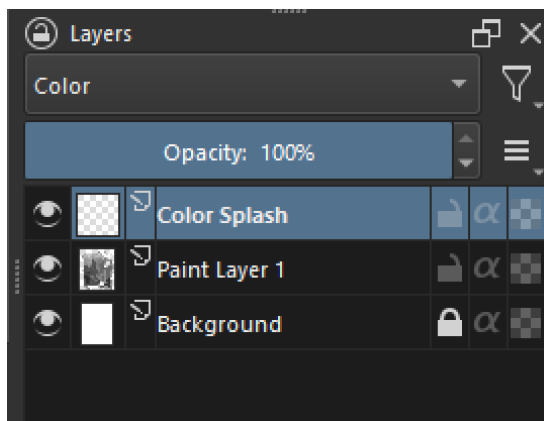 Layers
Color
Opacity: 100%
Color Splash
α
Paint Layer 1
α
Background
α